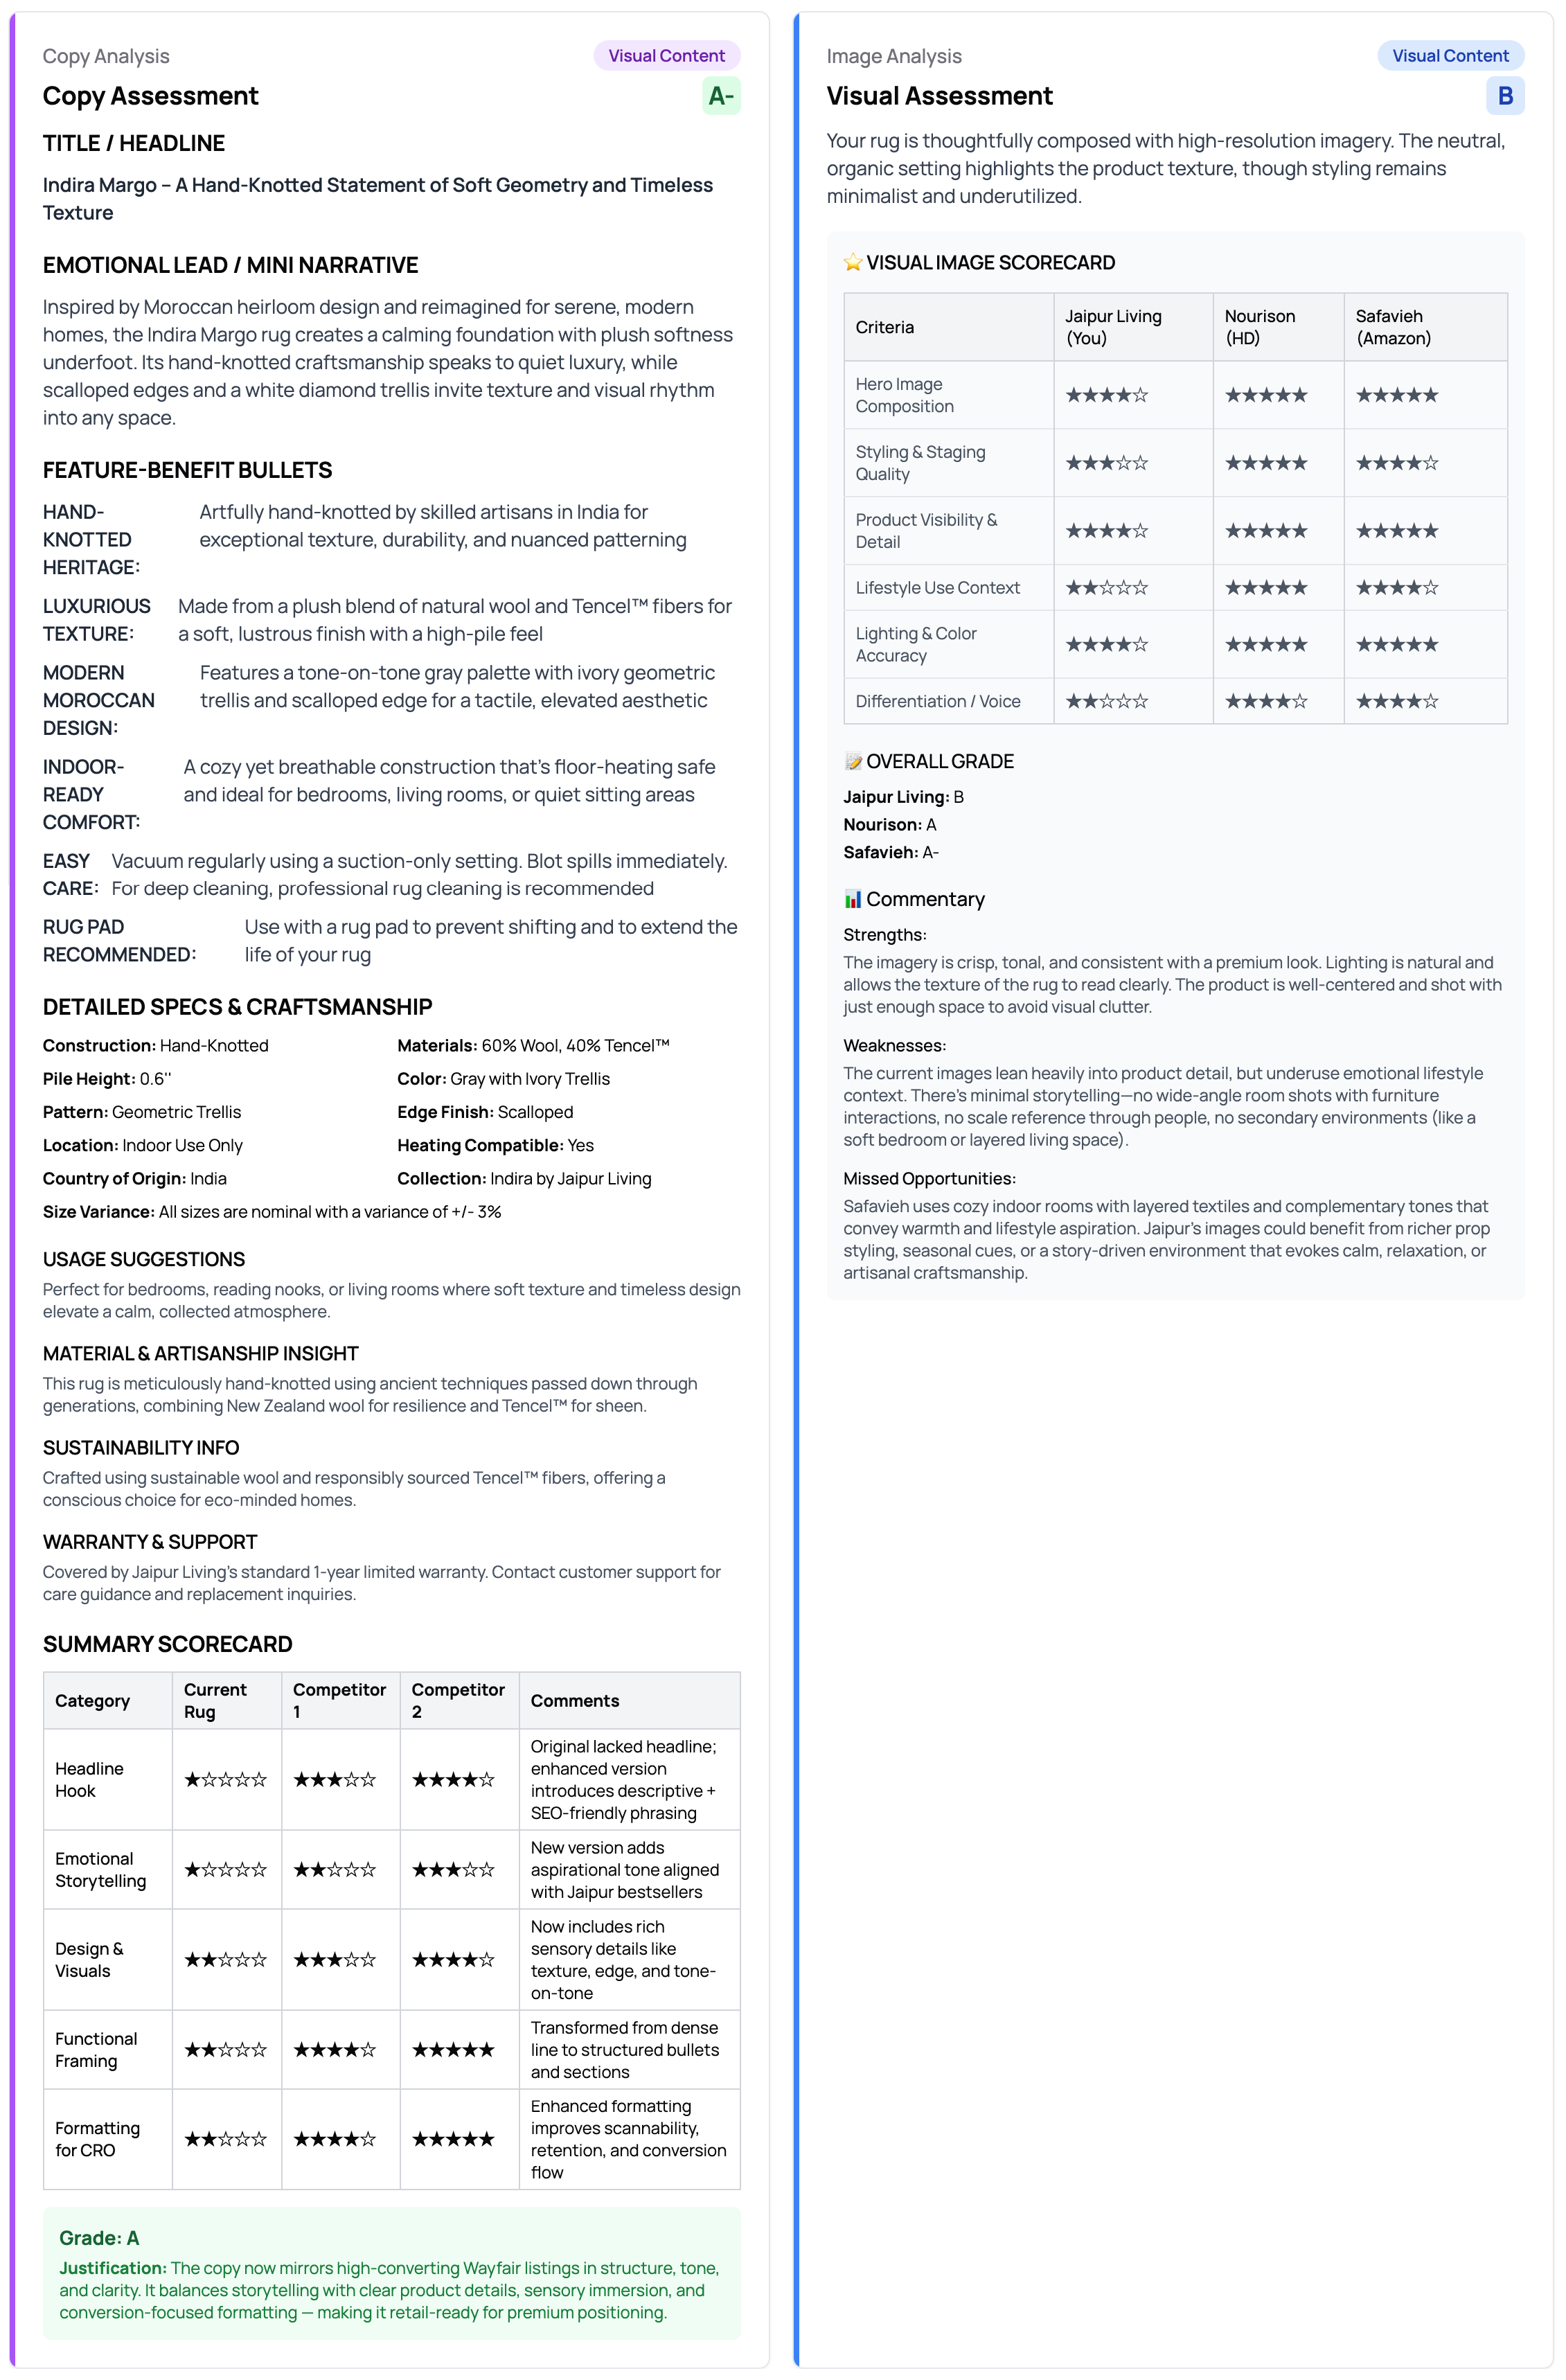 Copy Analysis
Visual Content
Copy Assessment
A-
TITLE / HEADLINE
Indira Margo – A Hand-Knotted Statement of Soft Geometry and Timeless
Texture
EMOTIONAL LEAD / MINI NARRATIVE
Inspired by Moroccan heirloom design and reimagined for serene, modern
homes, the Indira Margo rug creates a calming foundation with plush softness
underfoot. Its hand-knotted craftsmanship speaks to quiet luxury, while
scalloped edges and a white diamond trellis invite texture and visual rhythm
into any space.
FEATURE-BENEFIT BULLETS
HAND-
KNOTTED
HERITAGE:
Artfully hand-knotted by skilled artisans in India for
exceptional texture, durability, and nuanced patterning
LUXURIOUS
TEXTURE:
Made from a plush blend of natural wool and Tencel™ fibers for
a soft, lustrous finish with a high-pile feel
MODERN
MOROCCAN
DESIGN:
Features a tone-on-tone gray palette with ivory geometric
trellis and scalloped edge for a tactile, elevated aesthetic
INDOOR-
READY
COMFORT:
A cozy yet breathable construction that's floor-heating safe
and ideal for bedrooms, living rooms, or quiet sitting areas
EASY
CARE:
Vacuum regularly using a suction-only setting. Blot spills immediately.
For deep cleaning, professional rug cleaning is recommended
RUG PAD
RECOMMENDED:
Use with a rug pad to prevent shifting and to extend the
life of your rug
DETAILED SPECS & CRAFTSMANSHIP
Construction: Hand-Knotted
Materials: 60% Wool, 40% Tencel™
Pile Height: 0.6''
Color: Gray with Ivory Trellis
Pattern: Geometric Trellis
Edge Finish: Scalloped
Location: Indoor Use Only
Heating Compatible: Yes
Country of Origin: India
Collection: Indira by Jaipur Living
Size Variance: All sizes are nominal with a variance of +/- 3%
USAGE SUGGESTIONS
Perfect for bedrooms, reading nooks, or living rooms where soft texture and timeless design
elevate a calm, collected atmosphere.
MATERIAL & ARTISANSHIP INSIGHT
This rug is meticulously hand-knotted using ancient techniques passed down through
generations, combining New Zealand wool for resilience and Tencel™ for sheen.
SUSTAINABILITY INFO
Crafted using sustainable wool and responsibly sourced Tencel™ fibers, offering a
conscious choice for eco-minded homes.
WARRANTY & SUPPORT
Covered by Jaipur Living's standard 1-year limited warranty. Contact customer support for
care guidance and replacement inquiries.
SUMMARY SCORECARD
Category
Current
Rug
Competitor
1
Competitor
2
Comments
Headline
Hook
★☆☆☆☆
★★★☆☆
★★★★☆
Original lacked headline;
enhanced version
introduces descriptive +
SEO-friendly phrasing
Emotional
Storytelling
★☆☆☆☆
★★☆☆☆
★★★☆☆
New version adds
aspirational tone aligned
with Jaipur bestsellers
Design &
Visuals
★★☆☆☆
★★★☆☆
★★★★☆
Now includes rich
sensory details like
texture, edge, and tone-
on-tone
Functional
Framing
★★☆☆☆
★★★★☆
★★★★★
Transformed from dense
line to structured bullets
and sections
Formatting
for CRO
★★☆☆☆
★★★★☆
★★★★★
Enhanced formatting
improves scannability,
retention, and conversion
flow
Grade: A
Justification: The copy now mirrors high-converting Wayfair listings in structure, tone,
and clarity. It balances storytelling with clear product details, sensory immersion, and
conversion-focused formatting — making it retail-ready for premium positioning.
Image Analysis
Visual Content
Visual Assessment
B
Your rug is thoughtfully composed with high-resolution imagery. The neutral,
organic setting highlights the product texture, though styling remains
minimalist and underutilized.
⭐ VISUAL IMAGE SCORECARD
Criteria
Jaipur Living
(You)
Nourison
(HD)
Safavieh
(Amazon)
Hero Image
Composition
★★★★☆
★★★★★
★★★★★
Styling & Staging
Quality
★★★☆☆
★★★★★
★★★★☆
Product Visibility &
Detail
★★★★☆
★★★★★
★★★★★
Lifestyle Use Context
★★☆☆☆
★★★★★
★★★★☆
Lighting & Color
Accuracy
★★★★☆
★★★★★
★★★★★
Differentiation / Voice
★★☆☆☆
★★★★☆
★★★★☆
📝 OVERALL GRADE
Jaipur Living: B
Nourison: A
Safavieh: A-
📊 Commentary
Strengths:
The imagery is crisp, tonal, and consistent with a premium look. Lighting is natural and
allows the texture of the rug to read clearly. The product is well-centered and shot with
just enough space to avoid visual clutter.
Weaknesses:
The current images lean heavily into product detail, but underuse emotional lifestyle
context. There's minimal storytelling—no wide-angle room shots with furniture
interactions, no scale reference through people, no secondary environments (like a
soft bedroom or layered living space).
Missed Opportunities:
Safavieh uses cozy indoor rooms with layered textiles and complementary tones that
convey warmth and lifestyle aspiration. Jaipur's images could benefit from richer prop
styling, seasonal cues, or a story-driven environment that evokes calm, relaxation, or
artisanal craftsmanship.